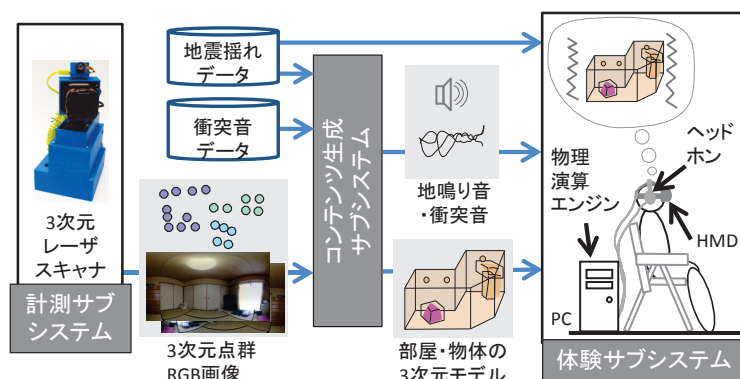 地震揺れ
データ
衝突音
データ
3次元
レーザ
スキャナ
計測サブ
システム
3次元点群
RGB画像
コンテンツ生成
サブシステム
地鳴り音
・衝突音
部屋・物体の
3次元モデル
物理
演算
エンジン
ヘッド
ホン
HMD
PC
体験サブシステム